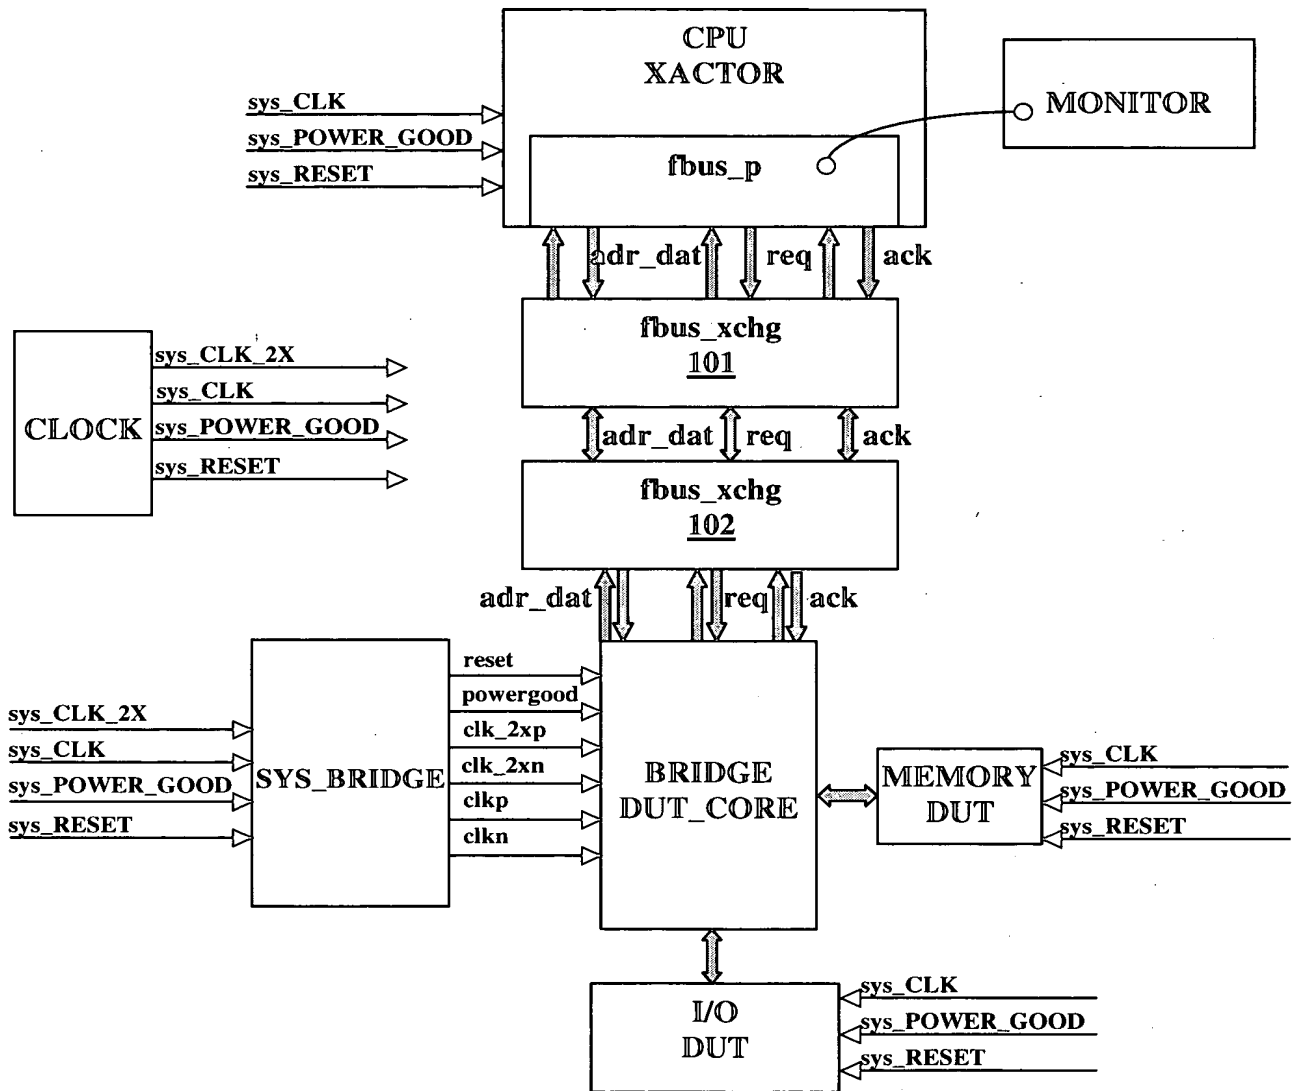 CPU
XACTOR
MONITOR
sys_CLK
sys_POWER_GOOD
sys_RESET
fbus_p
adr_dat req ack
fbus_xchg
101
CLOCK
sys_CLK_2X
sys_CLK
sys_POWER_GOOD
sys_RESET
adr_dat req ack
fbus_xchg
102
adr_dat req ack
sys_CLK_2X
sys_CLK
sys_POWER_GOOD
sys_RESET
SYS_BRIDGE
reset
powergood
clk_2xp
clk_2xn
clkp
clkn
BRIDGE
DUT_CORE
MEMORY
DUT
sys_CLK
sys_POWER_GOOD
sys_RESET
I/O
DUT
sys_CLK
sys_POWER_GOOD
sys_RESET